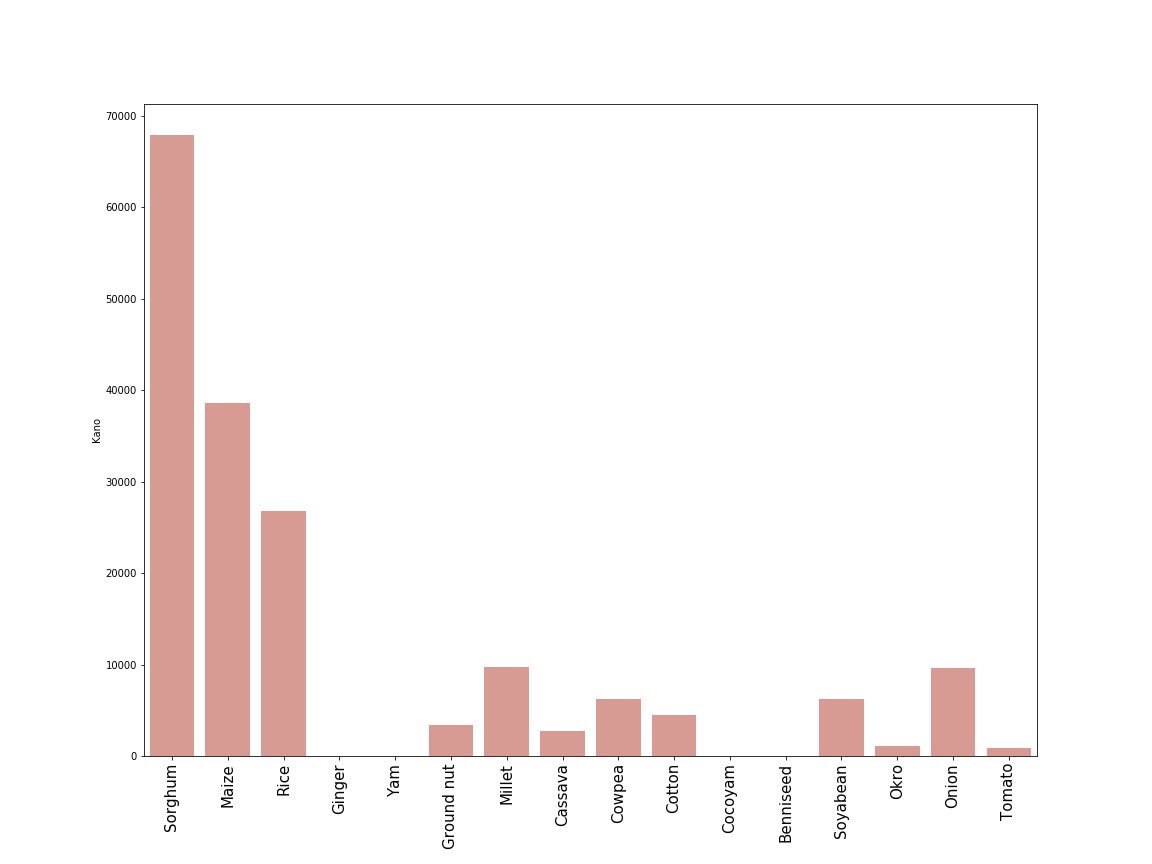 70000
60000
50000
40000
30000
20000
10000
0
Kano
Sorghum
Maize
Rice
Ginger
Yam
Ground nut
Millet
Cassava
Cowpea
Cotton
Cocoyam
Benniseed
Soyabean
Okro
Onion
Tomato